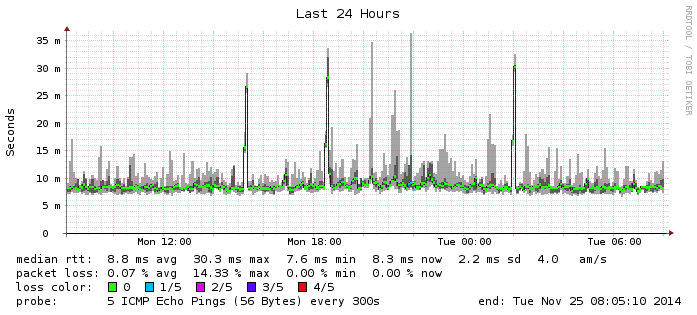 Last 24 Hours
RRDTOOL / TOBI OETIKER
Seconds
35 m
30 m
25 m
20 m
15 m
10 m
5 m
0
Mon 12:00 Mon 18:00 Tue 00:00 Tue 06:00
median rtt: 8.8 ms avg 30.3 ms max 7.6 ms min 8.3 ms now 2.2 ms sd 4.0 am/s
packet loss: 0.07 % avg 14.33 % max 0.00 % min 0.00 % now
loss color: 0 1/5 2/5 3/5 4/5
probe: 5 ICMP Echo Pings (56 Bytes) every 300s end: Tue Nov 25 08:05:10 2014